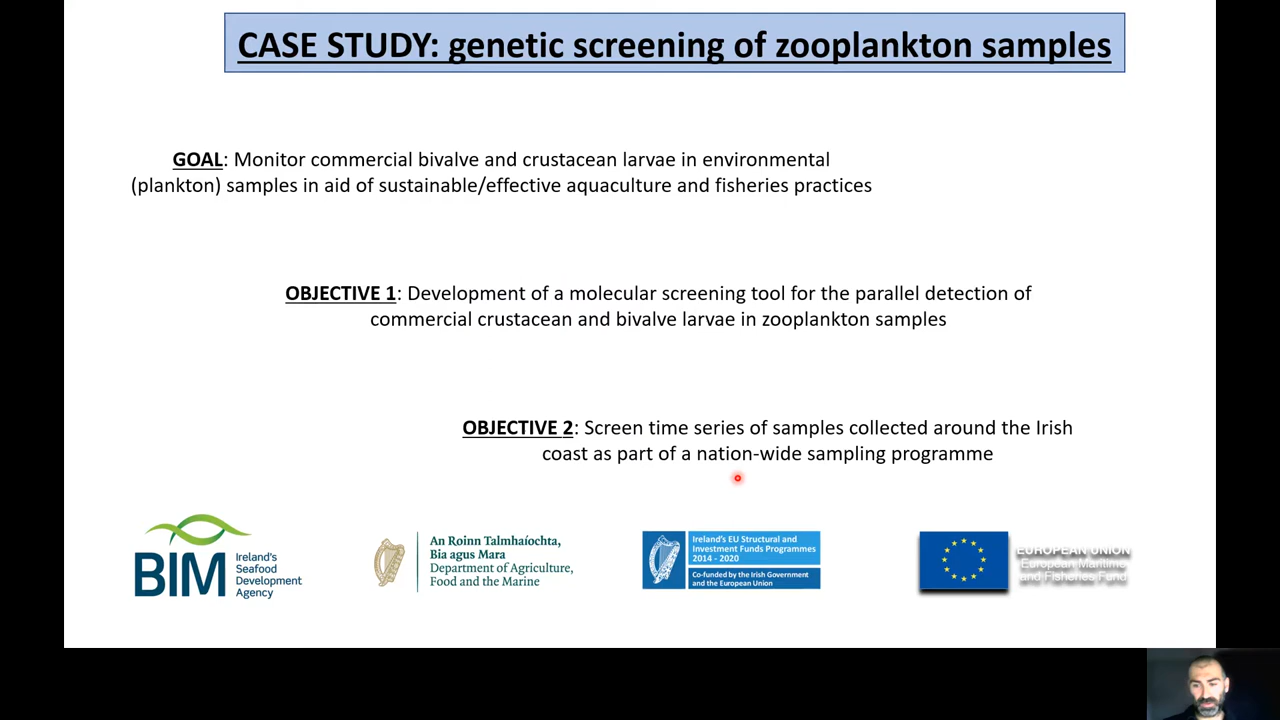 CASE STUDY: genetic screening of zooplankton samples
GOAL: Monitor commercial bivalve and crustacean larvae in environmental
(plankton) samples in aid of sustainable/effective aquaculture and fisheries practices
OBJECTIVE 1: Development of a molecular screening tool for the parallel detection of
commercial crustacean and bivalve larvae in zooplankton samples
OBJECTIVE 2: Screen time series of samples collected around the Irish
coast as part of a nation-wide sampling programme
BIM
Ireland's
Seafood
Development
Agency
An Roinn Talmhaíochta,
Bia agus Mara
Department of Agriculture,
Food and the Marine
Ireland's EU Structural and
Investment Funds Programmes
2014 - 2020
Co-funded by the Irish Government
and the European Union
EUROPEAN UNION
European Maritime
and Fisheries Fund